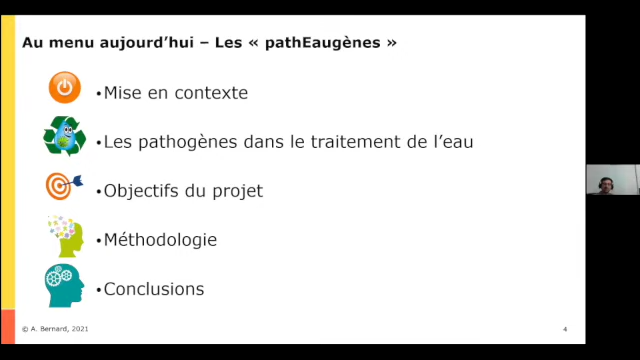 Au menu aujourd'hui – Les « pathEaugènes »
•Mise en contexte
•Les pathogènes dans le traitement de l'eau
•Objectifs du projet
•Méthodologie
•Conclusions
© A. Bernard, 2021
4